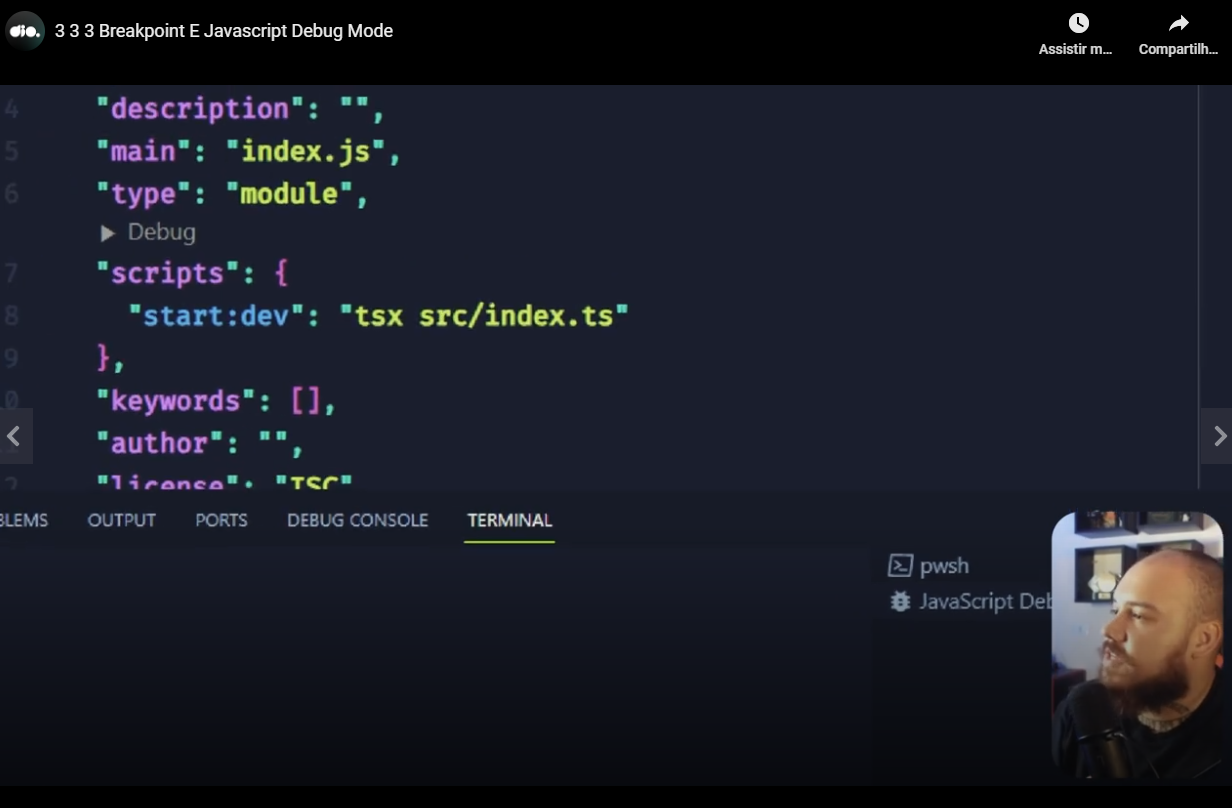 dio.
3 3 3 Breakpoint E Javascript Debug Mode
Assistir m...
Compartilh...
4 "description": "",
5 "main": "index.js",
6 "type": "module",
Debug
7 "scripts": {
8 "start:dev": "tsx src/index.ts"
9 },
0 "keywords": [],
"author": "",
2 "license": "ISC"
BLEMS OUTPUT PORTS DEBUG CONSOLE TERMINAL
pwsh
JavaScript Deb